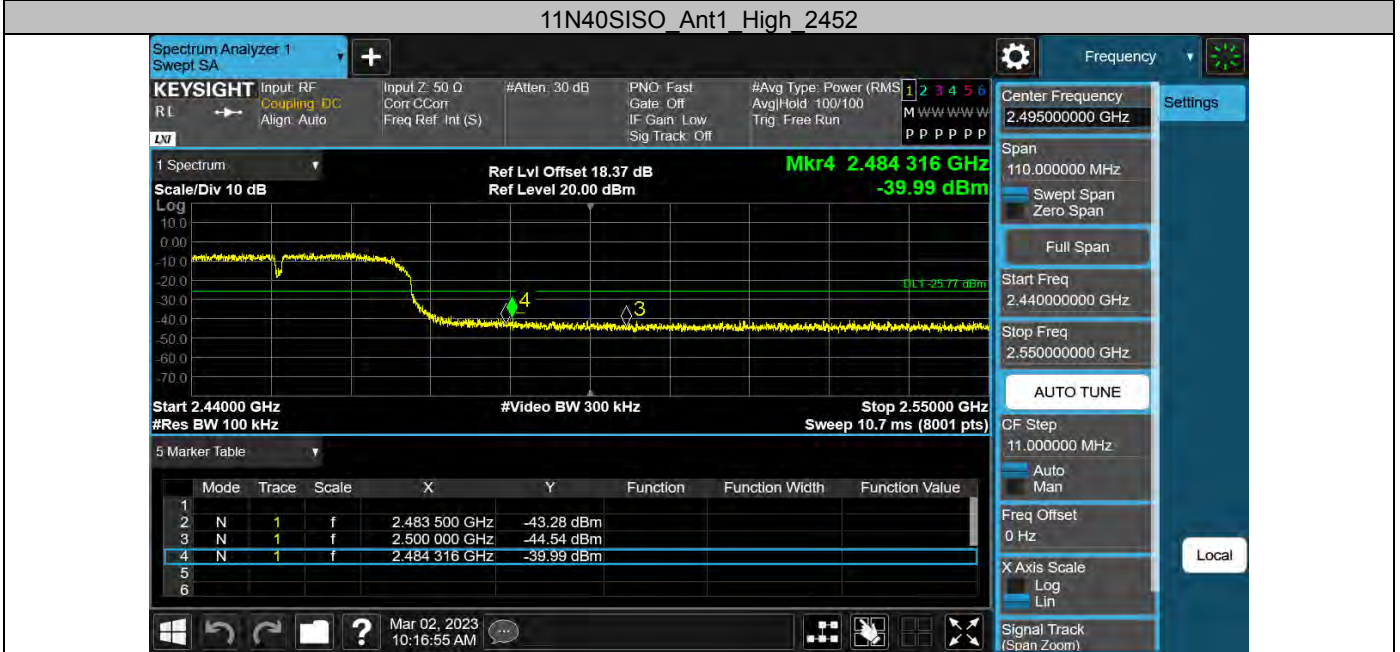 11N40SISO_Ant1_High_2452
Spectrum Analyzer 1
Swept SA
Frequency
KEYSIGHT
RL
LXI
Input: RF
Coupling: DC
Align: Auto
Input Z: 50 Ω
Corr CCorr
Freq Ref: Int (S)
#Atten: 30 dB
PNO: Fast
Gate: Off
IF Gain: Low
Sig Track: Off
#Avg Type: Power (RMS
Avg|Hold: 100/100
Trig: Free Run
1 2 3 4 5 6
M W W W W W
P P P P P P
1 Spectrum
Scale/Div 10 dB
Ref Lvl Offset 18.37 dB
Ref Level 20.00 dBm
Mkr4 2.484 316 GHz
-39.99 dBm
Log
10.0
0.00
-10.0
-20.0
-30.0
-40.0
-50.0
-60.0
-70.0
DL1 -25.77 dBm
4
3
Start 2.44000 GHz
#Video BW 300 kHz
Stop 2.55000 GHz
#Res BW 100 kHz
Sweep 10.7 ms (8001 pts)
5 Marker Table
Mode Trace Scale X Y Function Function Width Function Value
1
2 N 1 f 2.483 500 GHz -43.28 dBm
3 N 1 f 2.500 000 GHz -44.54 dBm
4 N 1 f 2.484 316 GHz -39.99 dBm
5
6
Mar 02, 2023
10:16:55 AM
Center Frequency
2.495000000 GHz
Settings
Span
110.000000 MHz
Swept Span
Zero Span
Full Span
Start Freq
2.440000000 GHz
Stop Freq
2.550000000 GHz
AUTO TUNE
CF Step
11.000000 MHz
Auto
Man
Freq Offset
0 Hz
X Axis Scale
Log
Lin
Signal Track
(Span Zoom)
Local